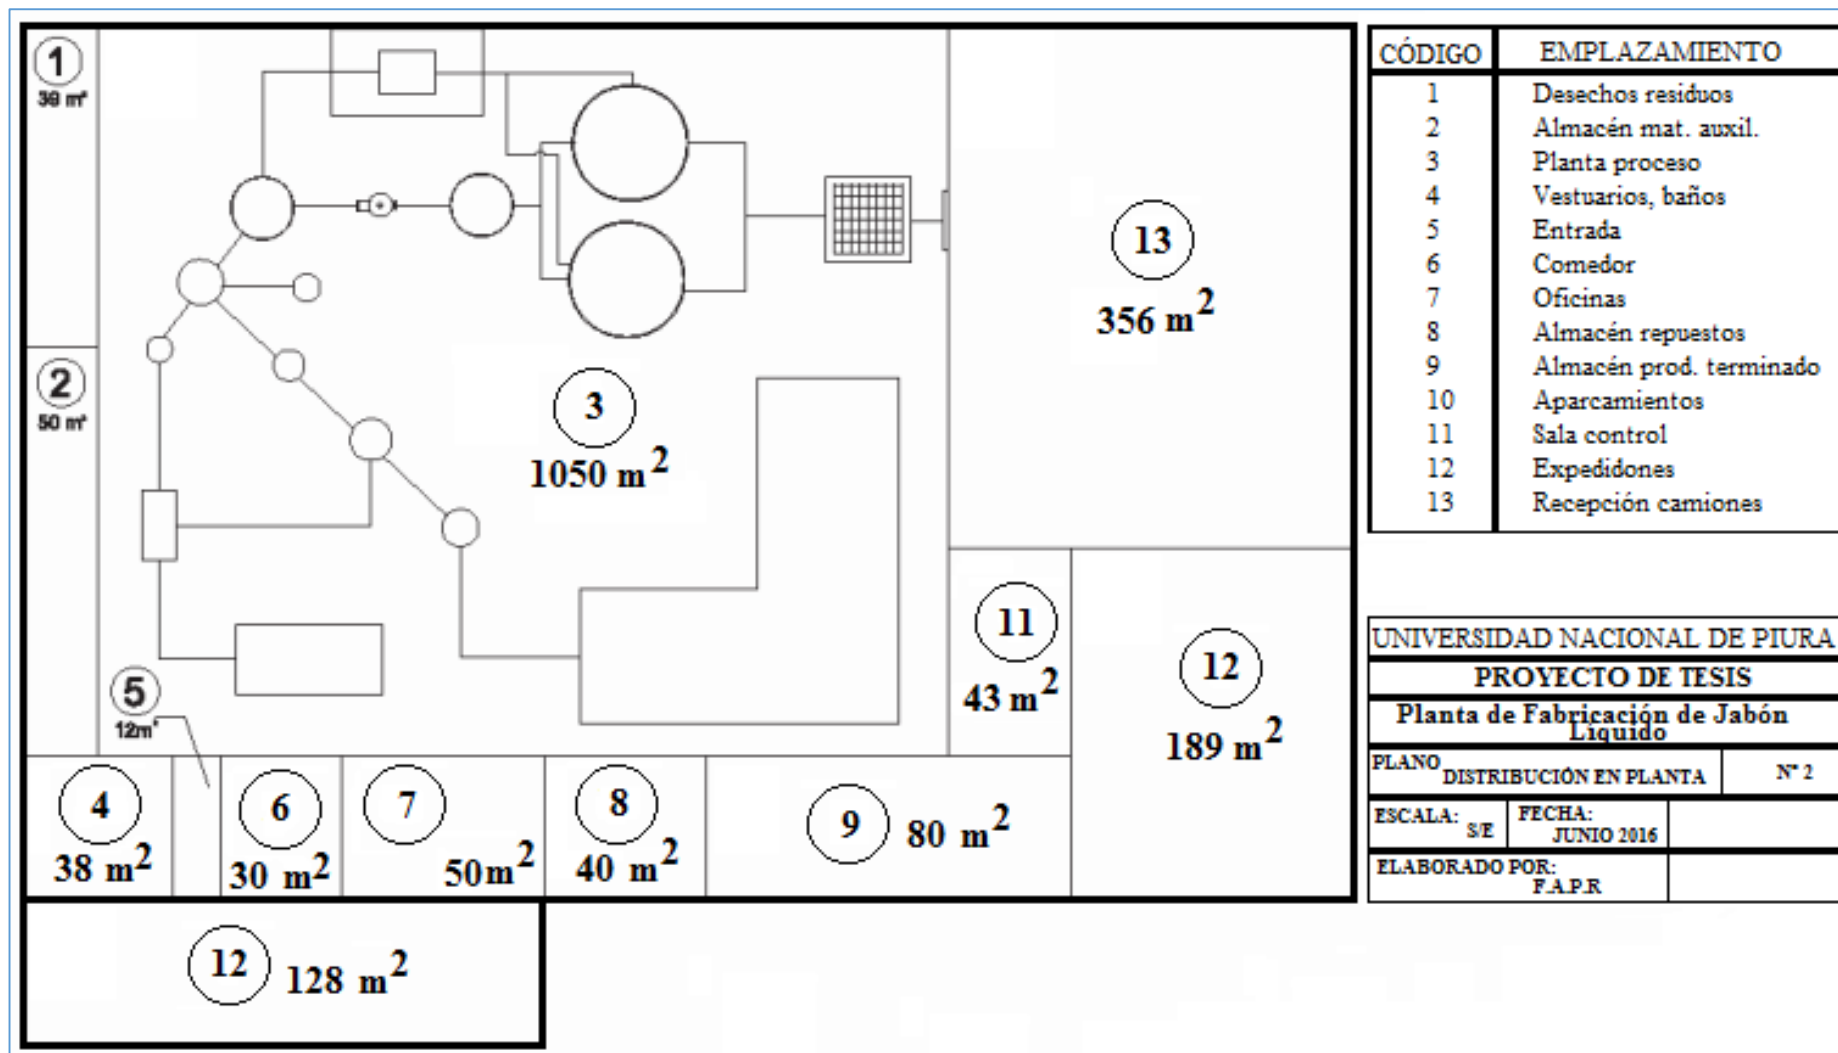 1
39 m²
2
50 m²
3
1050 m²
13
356 m²
11
43 m²
12
189 m²
5
12m²
4
38 m²
6
30 m²
7
50 m²
8
40 m²
9 80 m²
12 128 m²
CÓDIGO EMPLAZAMIENTO
1 Desechos residuos
2 Almacén mat. auxil.
3 Planta proceso
4 Vestuarios, baños
5 Entrada
6 Comedor
7 Oficinas
8 Almacén repuestos
9 Almacén prod. terminado
10 Aparcamientos
11 Sala control
12 Expedidones
13 Recepción camiones
UNIVERSIDAD NACIONAL DE PIURA
PROYECTO DE TESIS
Planta de Fabricación de Jabón
Líquido
PLANO DISTRIBUCIÓN EN PLANTA N° 2
ESCALA: S/E FECHA:
JUNIO 2016
ELABORADO POR:
F.A.P.R